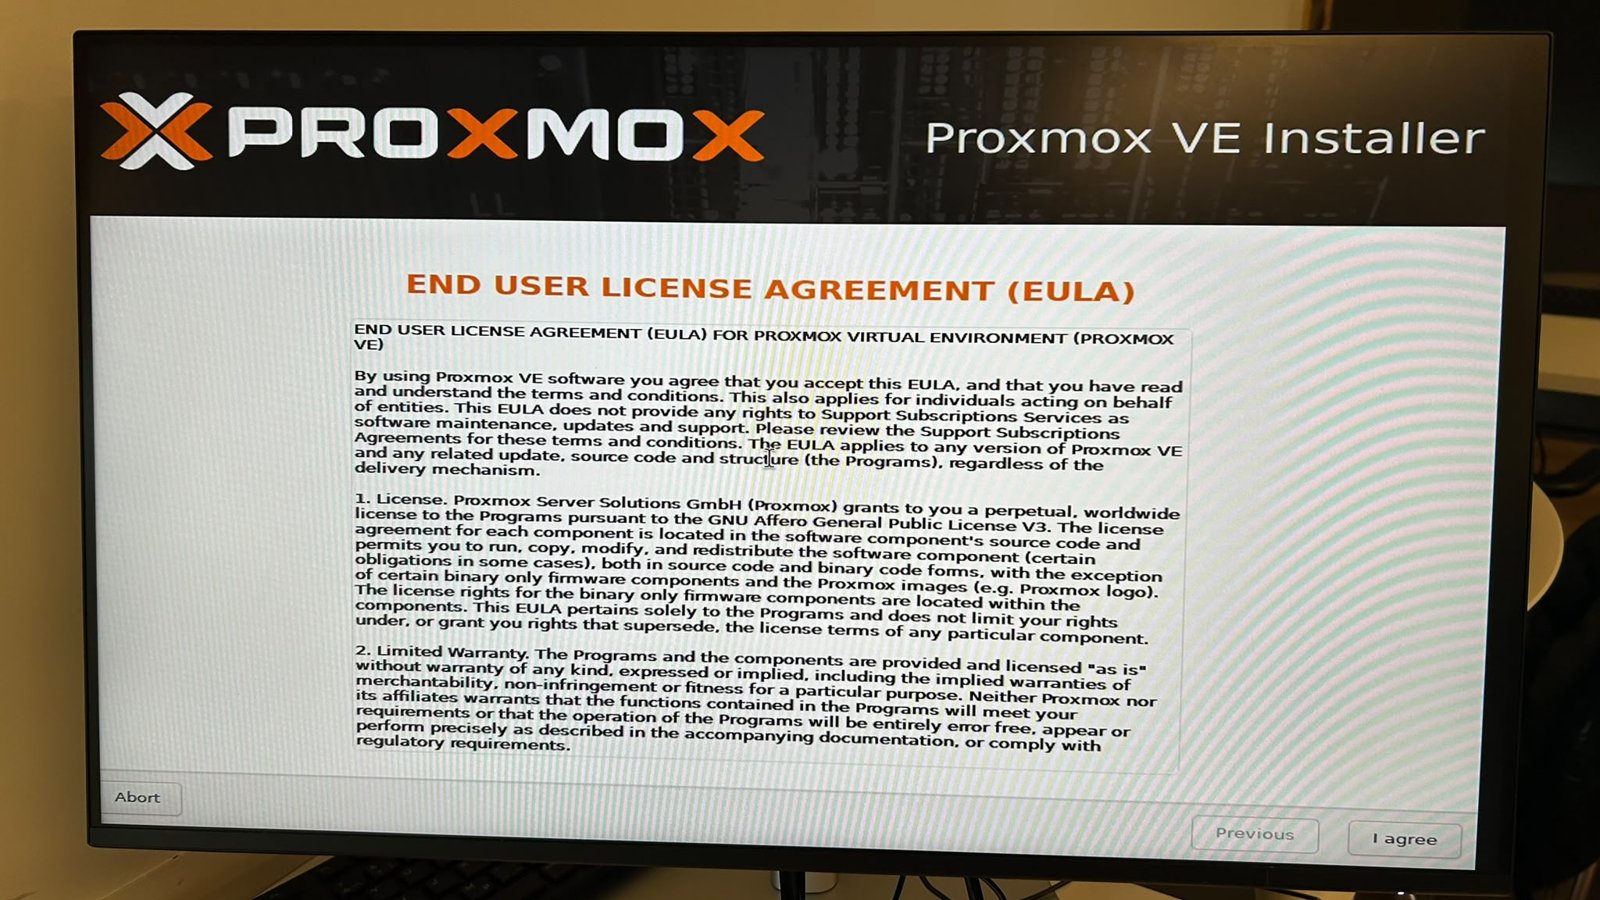 PROXMOX
Proxmox VE Installer
END USER LICENSE AGREEMENT (EULA)
END USER LICENSE AGREEMENT (EULA) FOR PROXMOX VIRTUAL ENVIRONMENT (PROXMOX
VE)
By using Proxmox VE software you agree that you accept this EULA, and that you have read
and understand the terms and conditions. This also applies for individuals acting on behalf
of entities. This EULA does not provide any rights to Support Subscriptions Services as
software maintenance, updates and support. Please review the Support Subscriptions
Agreements for these terms and conditions. The EULA applies to any version of Proxmox VE
and any related update, source code and structure (the Programs), regardless of the
delivery mechanism.
1. License. Proxmox Server Solutions GmbH (Proxmox) grants to you a perpetual, worldwide
license to the Programs pursuant to the GNU Affero General Public License V3. The license
agreement for each component is located in the software component's source code and
permits you to run, copy, modify, and redistribute the software component (certain
obligations in some cases), both in source code and binary code forms, with the exception
of certain binary only firmware components and the Proxmox images (e.g. Proxmox logo).
The license rights for the binary only firmware components are located within the
components. This EULA pertains solely to the Programs and does not limit your rights
under, or grant you rights that supersede, the license terms of any particular component.
2. Limited Warranty. The Programs and the components are provided and licensed "as is"
without warranty of any kind, expressed or implied, including the implied warranties of
merchantability, non-infringement or fitness for a particular purpose. Neither Proxmox nor
its affiliates warrants that the functions contained in the Programs will meet your
requirements or that the operation of the Programs will be entirely error free, appear or
perform precisely as described in the accompanying documentation, or comply with
regulatory requirements.
Abort
Previous
I agree